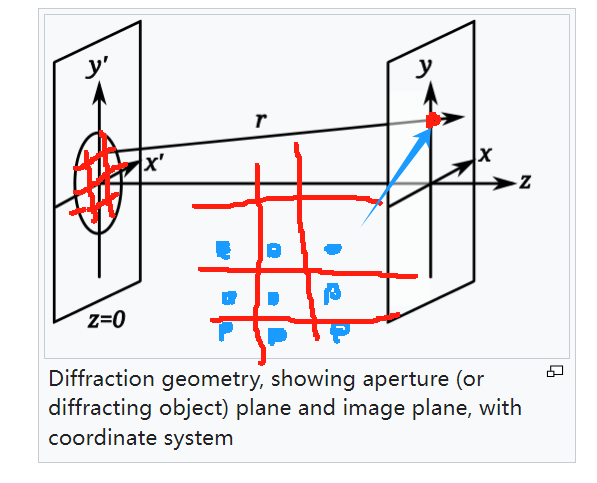 y'
y
r
x'
x
z
z=0
Diffraction geometry, showing aperture (or
diffracting object) plane and image plane, with
coordinate system